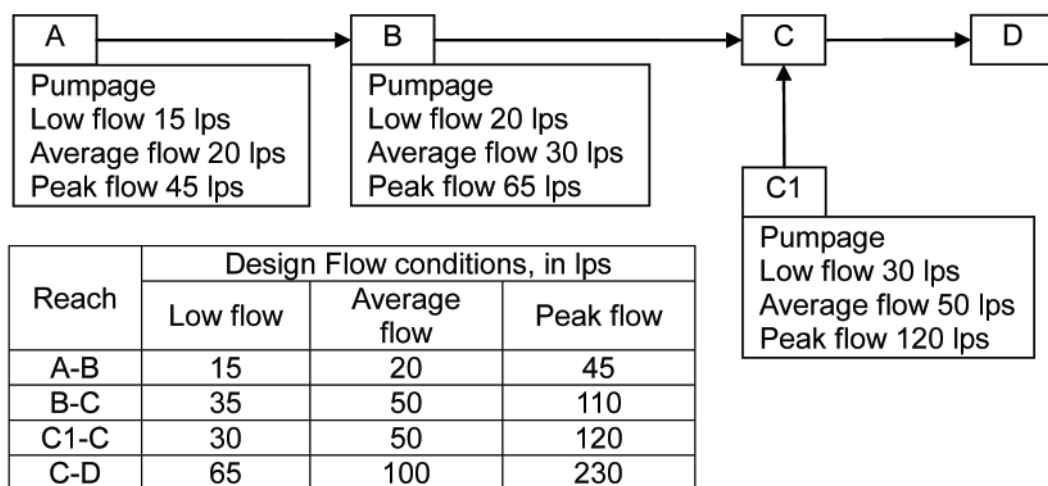 A
B
C
D
Pumpage
Low flow 15 lps
Average flow 20 lps
Peak flow 45 lps
Pumpage
Low flow 20 lps
Average flow 30 lps
Peak flow 65 lps
C1
Pumpage
Low flow 30 lps
Average flow 50 lps
Peak flow 120 lps
Reach
Design Flow conditions, in lps
Low flow
Average
flow
Peak flow
A-B 15 20 45
B-C 35 50 110
C1-C 30 50 120
C-D 65 100 230